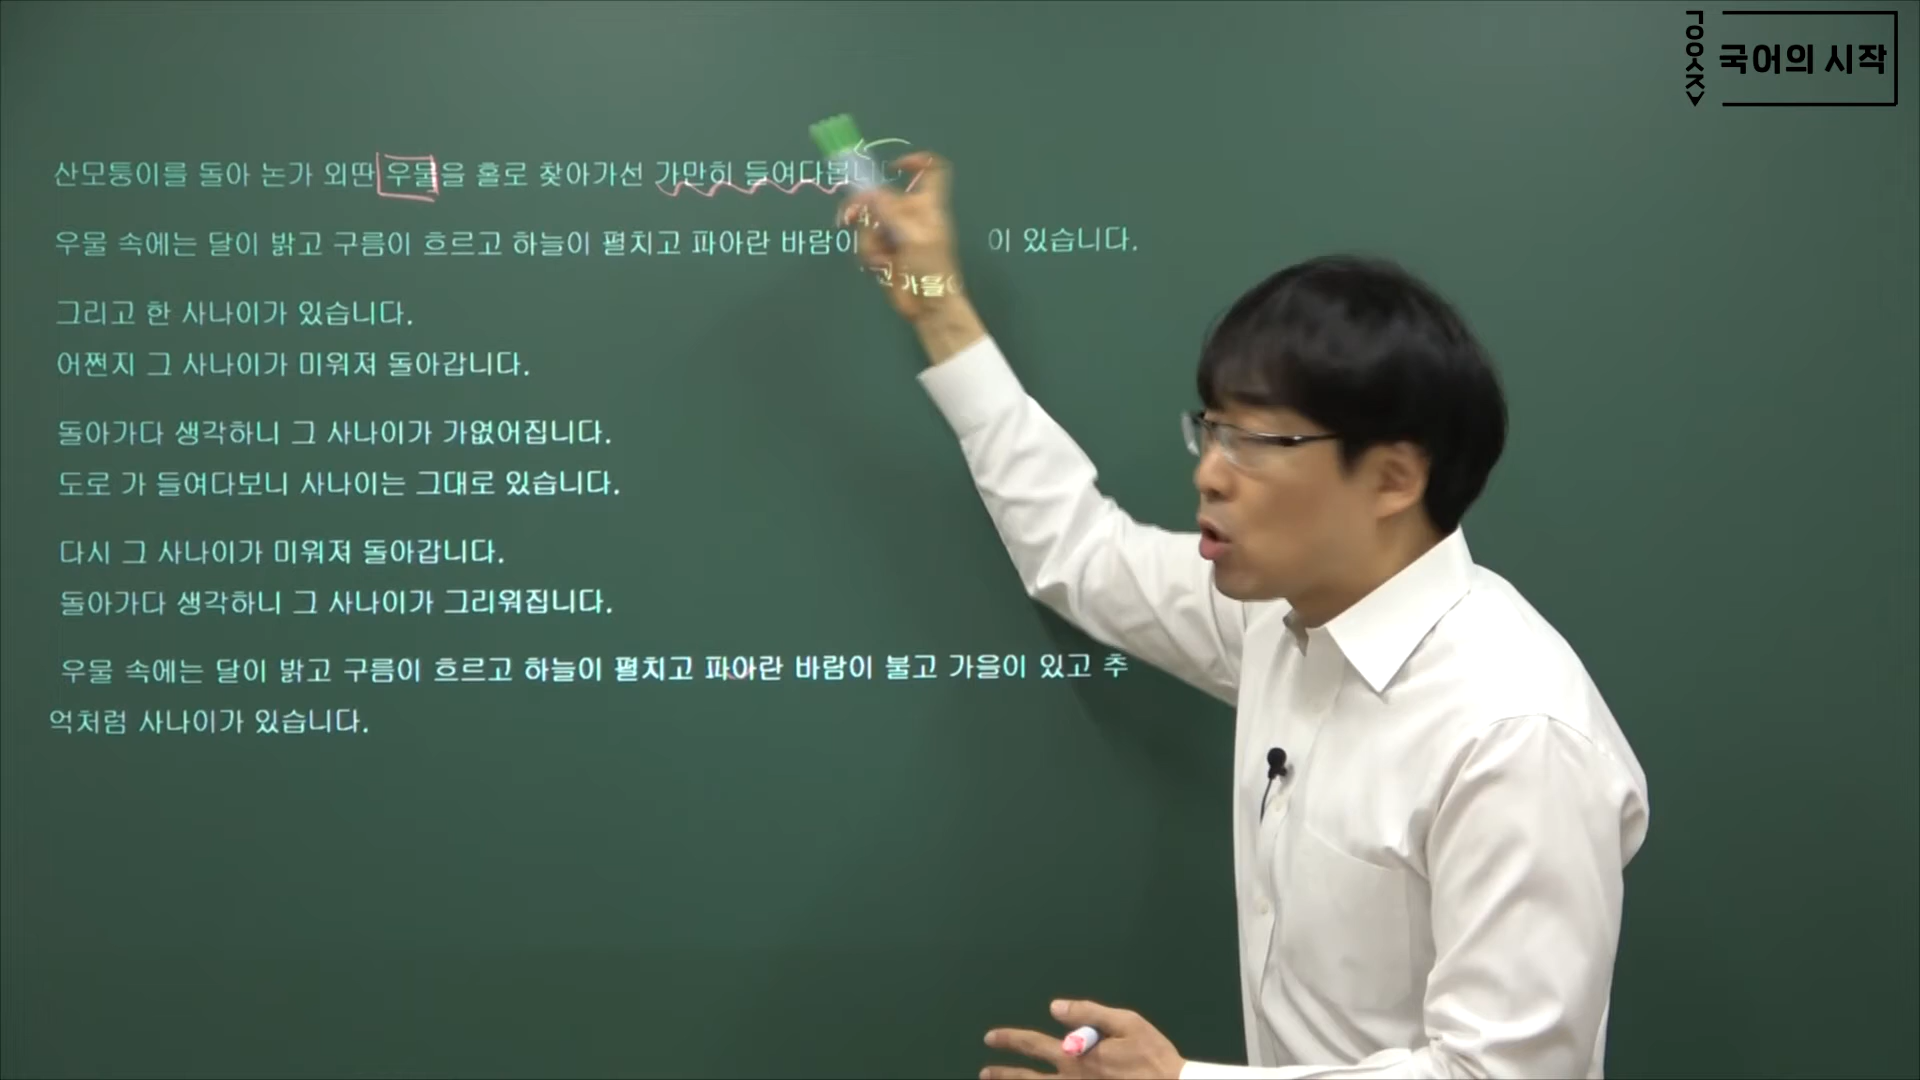 국어의 시작
산모퉁이를 돌아 논가 외딴 우물을 홀로 찾아가선 가만히 들여다봅니다
우물 속에는 달이 밝고 구름이 흐르고 하늘이 펼치고 파아란 바람이 이 있습니다.
그리고 한 사나이가 있습니다.
어쩐지 그 사나이가 미워져 돌아갑니다.
돌아가다 생각하니 그 사나이가 가엾어집니다.
도로 가 들여다보니 사나이는 그대로 있습니다.
다시 그 사나이가 미워져 돌아갑니다.
돌아가다 생각하니 그 사나이가 그리워집니다.
우물 속에는 달이 밝고 구름이 흐르고 하늘이 펼치고 파아란 바람이 불고 가을이 있고 추
억처럼 사나이가 있습니다.